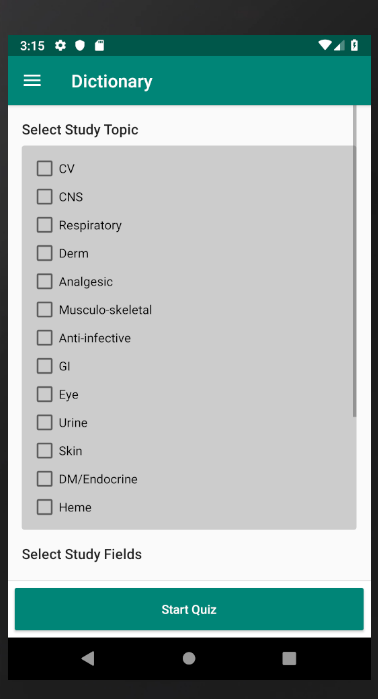 3:15
Dictionary
Select Study Topic
CV
CNS
Respiratory
Derm
Analgesic
Musculo-skeletal
Anti-infective
GI
Eye
Urine
Skin
DM/Endocrine
Heme
Select Study Fields
Start Quiz